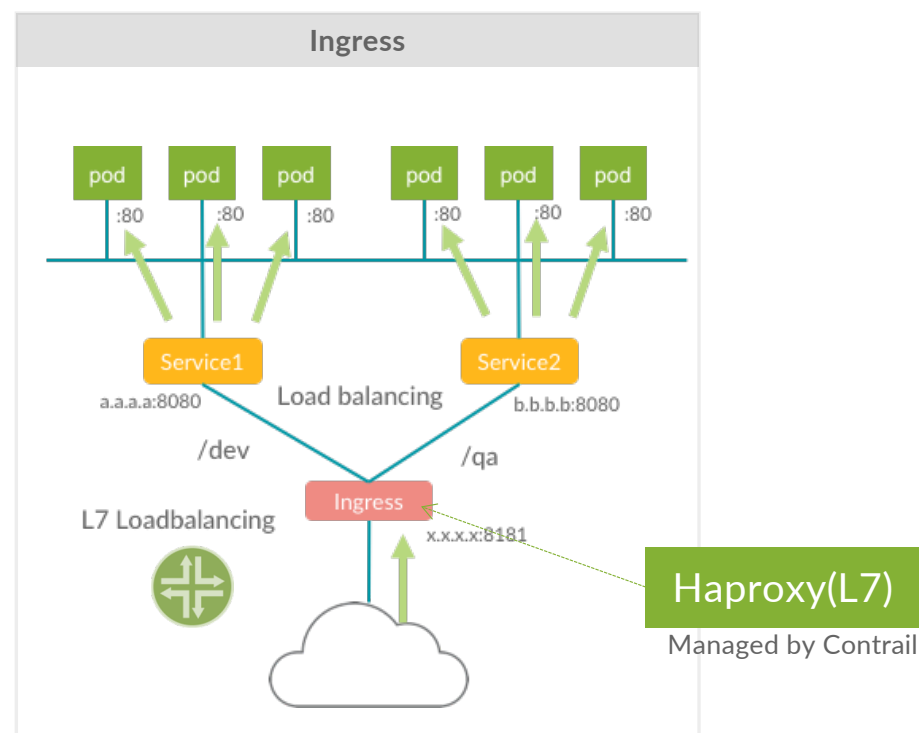 Ingress
pod pod pod pod pod pod
:80 :80 :80 :80 :80 :80
Service1 Service2
a.a.a.a:8080 Load balancing b.b.b.b:8080
/dev /qa
Ingress
L7 Loadbalancing
x.x.x.x:8181
Haproxy(L7)
Managed by Contrail